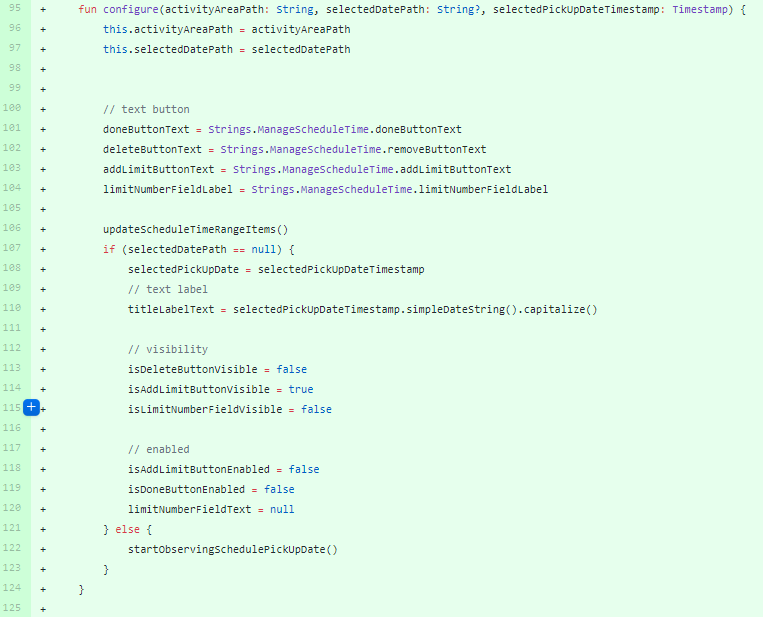 95 + fun configure(activityAreaPath: String, selectedDatePath: String?, selectedPickUpDateTimestamp: Timestamp) {
96 + this.activityAreaPath = activityAreaPath
97 + this.selectedDatePath = selectedDatePath
98 +
99 +
100 + // text button
101 + doneButtonText = Strings.ManageScheduleTime.doneButtonText
102 + deleteButtonText = Strings.ManageScheduleTime.removeButtonText
103 + addLimitButtonText = Strings.ManageScheduleTime.addLimitButtonText
104 + limitNumberFieldLabel = Strings.ManageScheduleTime.limitNumberFieldLabel
105 +
106 + updateScheduleTimeRangeItems()
107 + if (selectedDatePath == null) {
108 + selectedPickUpDate = selectedPickUpDateTimestamp
109 + // text label
110 + titleLabelText = selectedPickUpDateTimestamp.simpleDateString().capitalize()
111 +
112 + // visibility
113 + isDeleteButtonVisible = false
114 + isAddLimitButtonVisible = true
115 + + isLimitNumberFieldVisible = false
116 +
117 + // enabled
118 + isAddLimitButtonEnabled = false
119 + isDoneButtonEnabled = false
120 + limitNumberFieldText = null
121 + } else {
122 + startObservingSchedulePickUpDate()
123 + }
124 + }
125 +